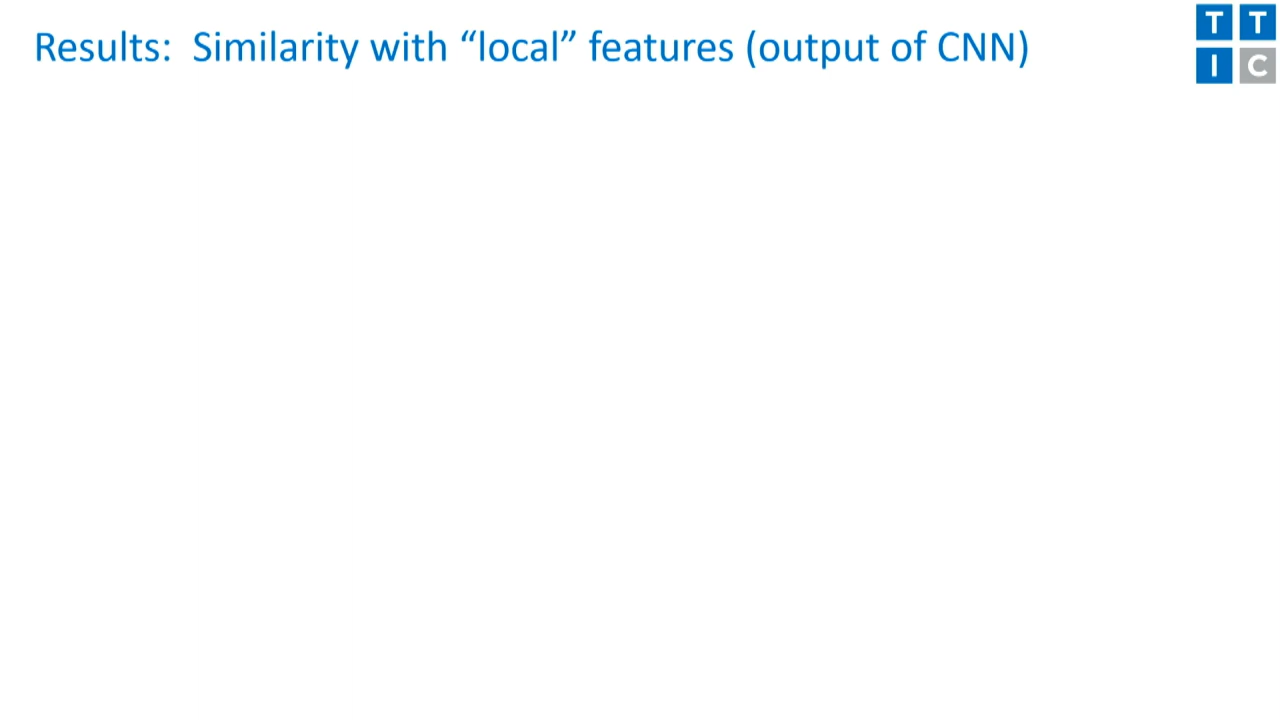 Results: Similarity with “local” features (output of CNN)
T T
I C